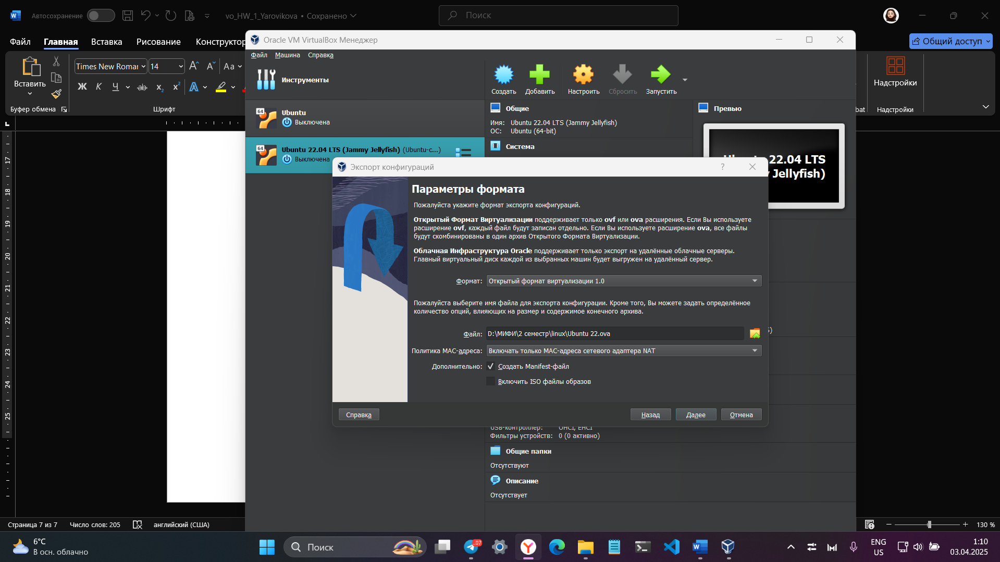 Автосохранение
vo_HW_1_Yarovikova • Сохранено
Поиск
Файл
Главная
Вставка
Рисование
Конструктор
Общий доступ
Вставить
Буфер обмена
Times New Roman
14
Aa
Ж К Ч ab x₂ x² A
Шрифт
Надстройки
bat
Надстройки
Oracle VM VirtualBox Менеджер
Файл Машина Справка
Инструменты
Создать
Добавить
Настроить
Сбросить
Запустить
64
Ubuntu
Выключена
64
Ubuntu 22.04 LTS (Jammy Jellyfish) (Ubuntu-c...)
Выключена
Общие
Имя: Ubuntu 22.04 LTS (Jammy Jellyfish)
ОС: Ubuntu (64-bit)
Система
Превью
22.04 LTS
Jellyfish)
Экспорт конфигураций
?
Параметры формата
Пожалуйста укажите формат экспорта конфигураций.
Открытый Формат Виртуализации поддерживает только ovf или ova расширения. Если Вы используете
расширение ovf, каждый файл будут записан отдельно. Если Вы используете расширение ova, все файлы
будут скомбинированы в один архив Открытого Формата Виртуализации.
Облачная Инфраструктура Oracle поддерживает только экспорт на удалённые облачные серверы.
Главный виртуальный диск каждой из выбранных машин будет выгружен на удалённый сервер.
Формат: Открытый формат виртуализации 1.0
Пожалуйста выберите имя файла для экспорта конфигурации. Кроме того, Вы можете задать определённое
количество опций, влияющих на размер и содержимое конечного архива.
Файл: D:\МИФИ\2 семестр\linux\Ubuntu 22.ova
Политика MAC-адреса: Включать только MAC-адреса сетевого адаптера NAT
Дополнительно: Создать Manifest-файл
Включить ISO файлы образов
Справка
Назад
Далее
Отмена
USB-контроллер: OHCI, EHCI
Фильтры устройств: 0 (0 активно)
Общие папки
Отсутствуют
Описание
Отсутствует
17
18
19
20
21
22
23
24
25
Страница 7 из 7
Число слов: 205
английский (США)
130 %
6°C
В осн. облачно
Поиск
.07
ENG
US
1:10
03.04.2025